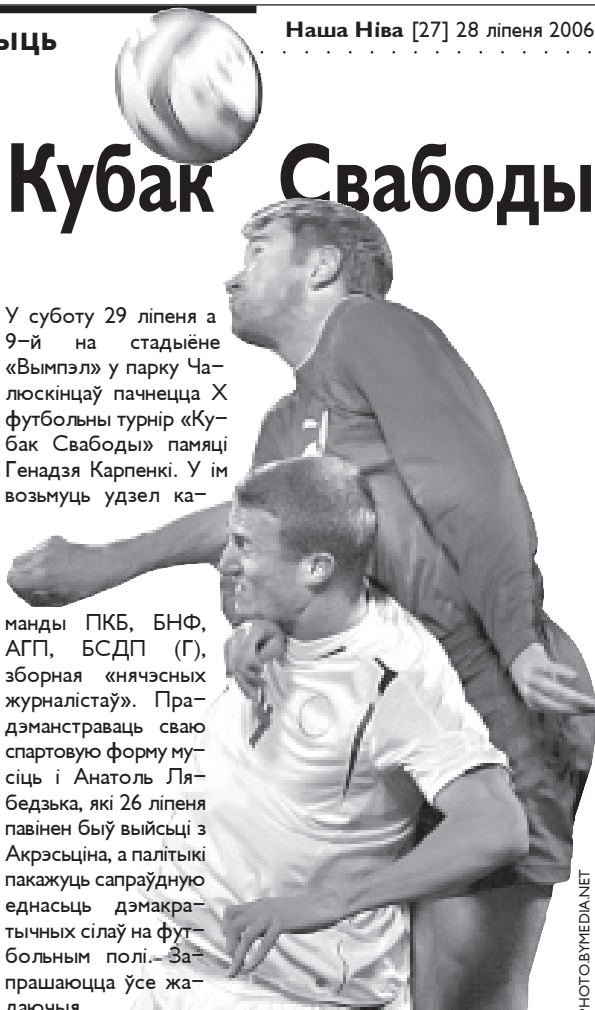 ыць
Наша Ніва [27] 28 ліпеня 2006
Кубак Свабоды
У суботу 29 ліпеня а
9–й на стадыёне
«Вымпэл» у парку Ча–
люскінцаў пачнецца Х
футбольны турнір «Ку–
бак Свабоды» памяці
Генадзя Карпенкі. У ім
возьмуць удзел ка–
манды ПКБ, БНФ,
АГП, БСДП (Г),
зборная «нячэсных
журналістаў». Пра–
дэманстраваць сваю
спартовую форму му–
сіць і Анатоль Ля–
бедзька, які 26 ліпеня
павінен быў выйсьці з
Акрэсьціна, а палітыкі
пакажуць сапраўдную
еднасьць дэмакра–
тычных сілаў на фут–
больным полі. За–
прашаюцца ўсе жа–
даючыя
PHOTO.BYMEDIA.NET